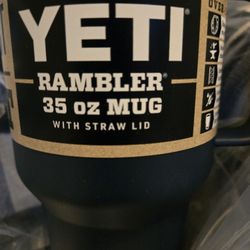 YETI
RAMBLER®
35 oz MUG
WITH STRAW LID